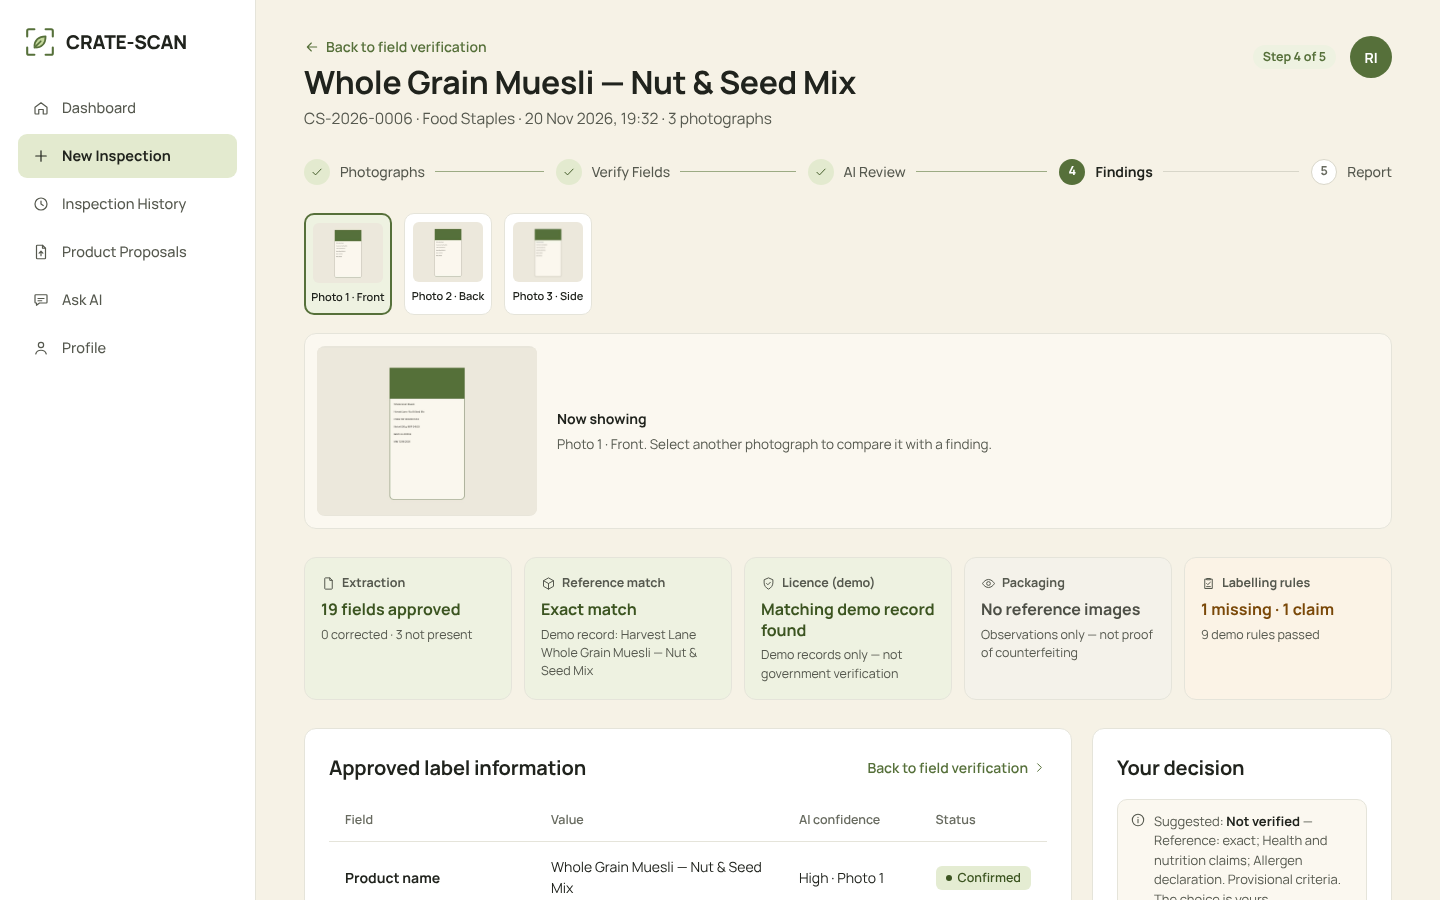 CRATE-SCAN
Dashboard
New Inspection
Inspection History
Product Proposals
Ask AI
Profile
Back to field verification
Whole Grain Muesli — Nut & Seed Mix
CS-2026-0006 · Food Staples · 20 Nov 2026, 19:32 · 3 photographs
Step 4 of 5
RI
Photographs
Verify Fields
AI Review
4 Findings
5 Report
Photo 1 · Front
Photo 2 · Back
Photo 3 · Side
Now showing
Photo 1 · Front. Select another photograph to compare it with a finding.
Extraction
19 fields approved
0 corrected · 3 not present
Reference match
Exact match
Demo record: Harvest Lane
Whole Grain Muesli — Nut &
Seed Mix
Licence (demo)
Matching demo record
found
Demo records only — not
government verification
Packaging
No reference images
Observations only — not proof
of counterfeiting
Labelling rules
1 missing · 1 claim
9 demo rules passed
Approved label information
Back to field verification
Field
Value
AI confidence
Status
Product name
Whole Grain Muesli — Nut & Seed
Mix
High · Photo 1
Confirmed
Your decision
Suggested: Not verified —
Reference: exact; Health and
nutrition claims; Allergen
declaration. Provisional criteria.
The choice is yours.